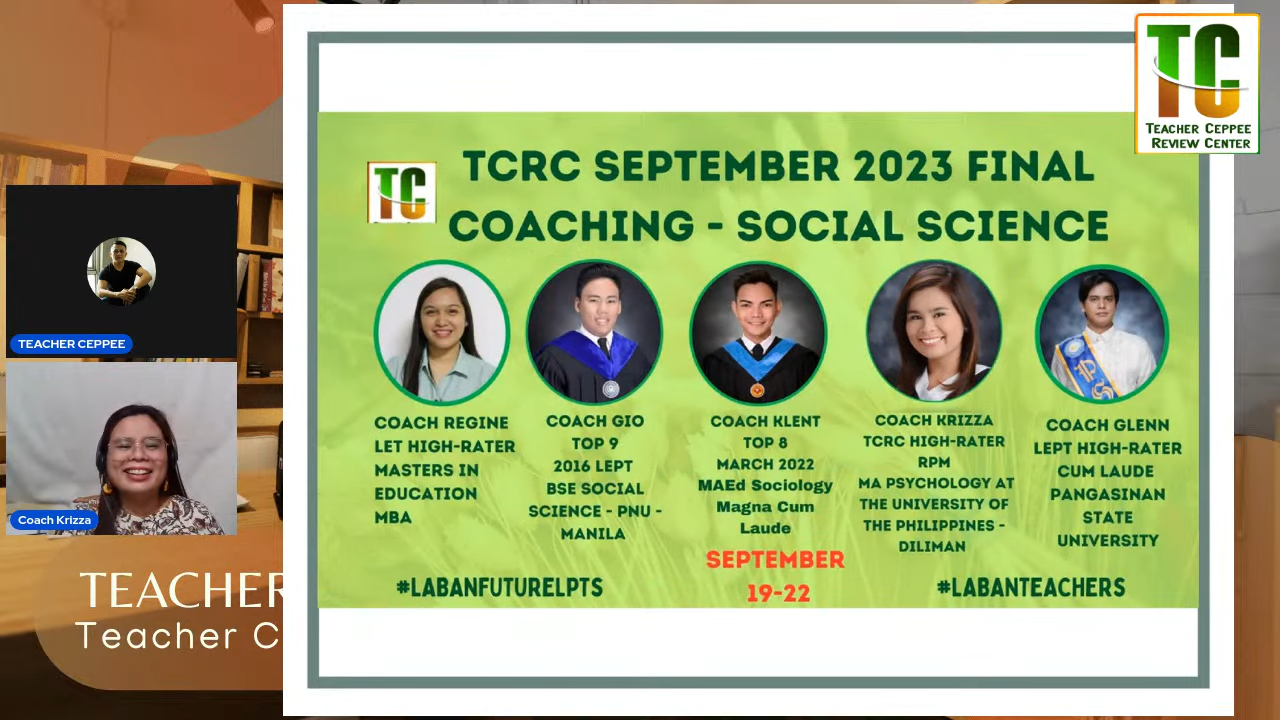 TC
TEACHER CEPPEE
REVIEW CENTER
TC
TCRC SEPTEMBER 2023 FINAL
COACHING - SOCIAL SCIENCE
COACH REGINE
LET HIGH-RATER
MASTERS IN
EDUCATION
MBA
COACH GIO
TOP 9
2016 LEPT
BSE SOCIAL
SCIENCE - PNU -
MANILA
COACH KLENT
TOP 8
MARCH 2022
MAEd Sociology
Magna Cum
Laude
COACH KRIZZA
TCRC HIGH-RATER
RPM
MA PSYCHOLOGY AT
THE UNIVERSITY OF
THE PHILIPPINES -
DILIMAN
COACH GLENN
LEPT HIGH-RATER
CUM LAUDE
PANGASINAN
STATE
UNIVERSITY
SEPTEMBER
19-22
#LABANFUTURELPTS
#LABANTEACHERS
TEACHER CEPPEE
Coach Krizza
TEACHER
Teacher C